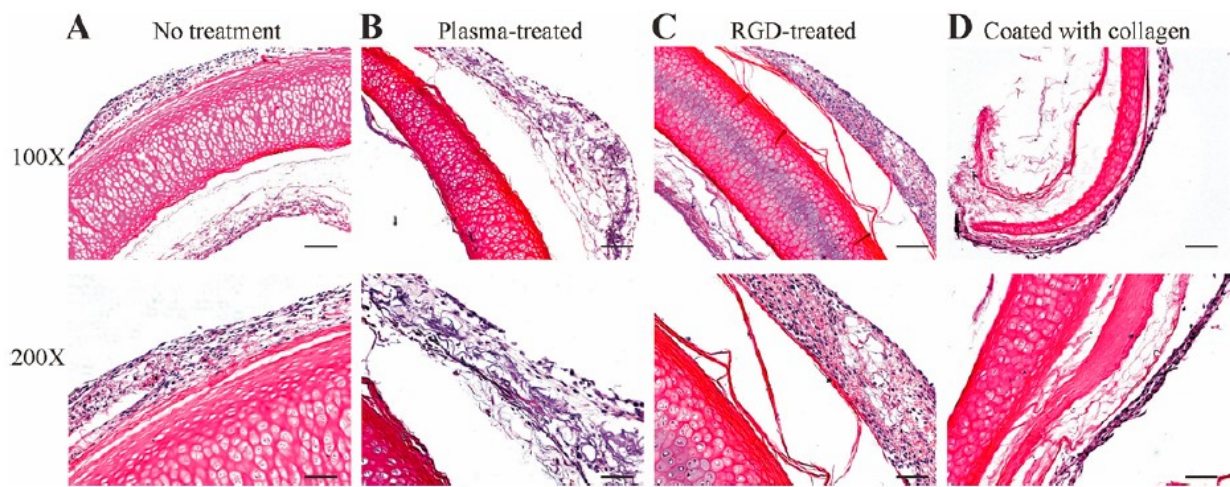 A No treatment B Plasma-treated C RGD-treated D Coated with collagen
100X
200X